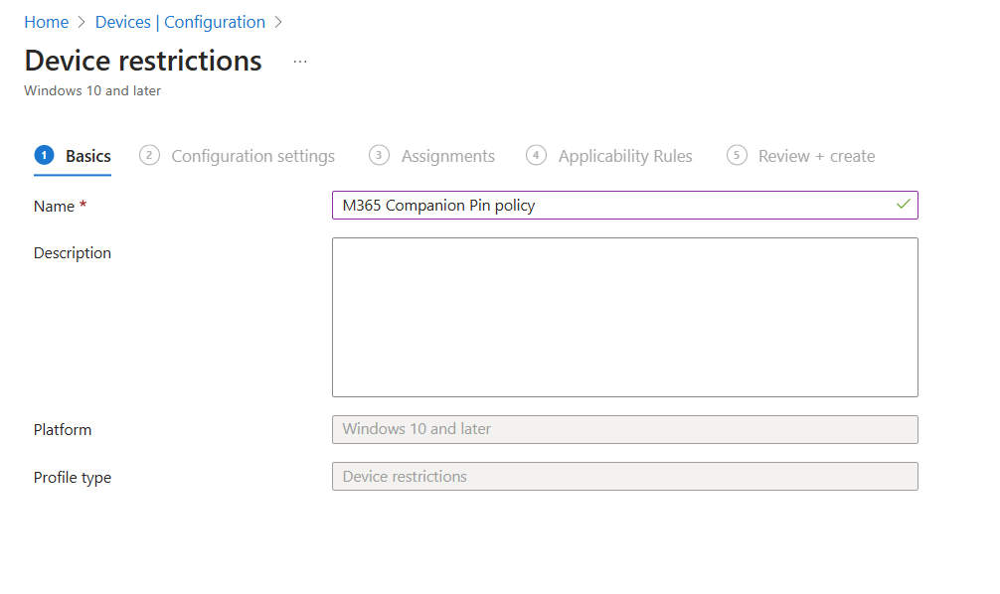 Home > Devices | Configuration >
Device restrictions ...
Windows 10 and later
1 Basics 2 Configuration settings 3 Assignments 4 Applicability Rules 5 Review + create
Name * M365 Companion Pin policy
Description
Platform Windows 10 and later
Profile type Device restrictions